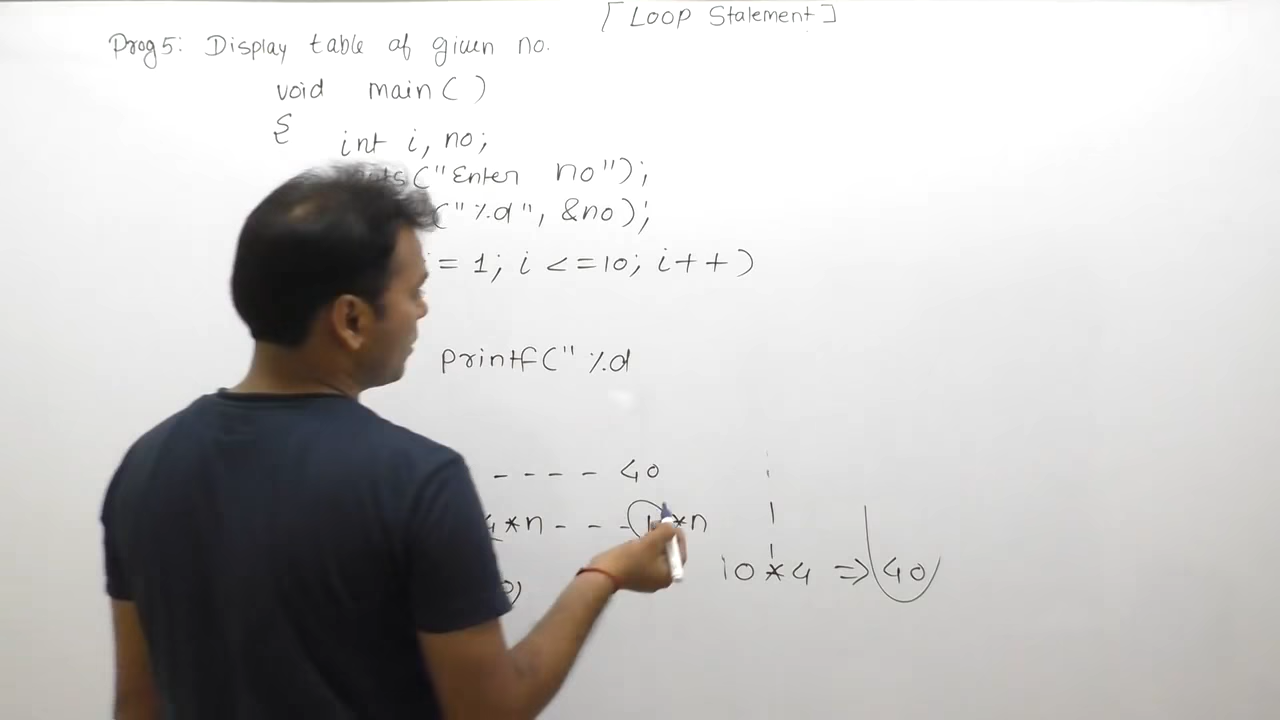 [Loop Statement]
Prog 5: Display table of given no.
void main( )
{ int i, no;
("Enter no");
("%d", &no);
= 1; i <=10; i++)
printf(" %d
- - - - 40
4*n - - - *n
10*4 => 40